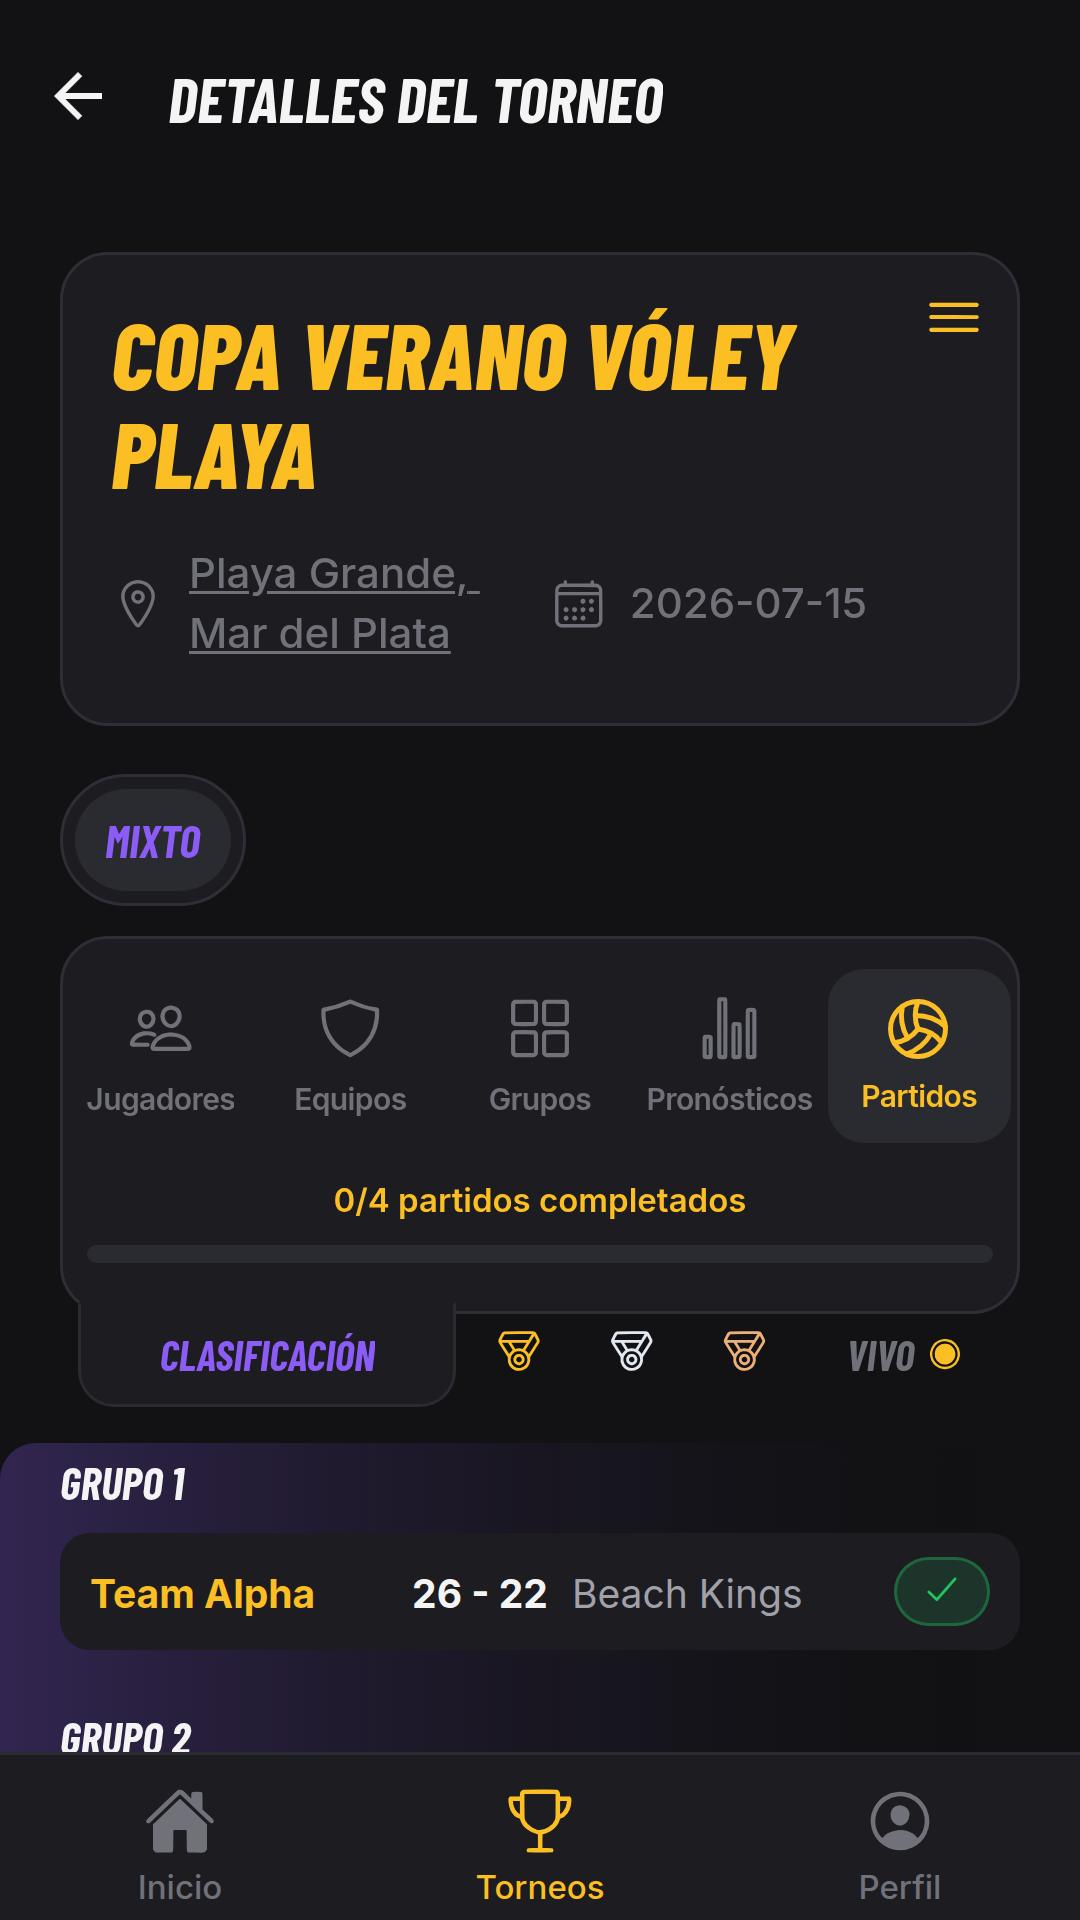 DETALLES DEL TORNEO
COPA VERANO VÓLEY
PLAYA
Playa Grande,
Mar del Plata
2026-07-15
MIXTO
Jugadores Equipos Grupos Pronósticos Partidos
0/4 partidos completados
CLASIFICACIÓN VIVO
GRUPO 1
Team Alpha 26 - 22 Beach Kings
GRUPO 2
Inicio Torneos Perfil